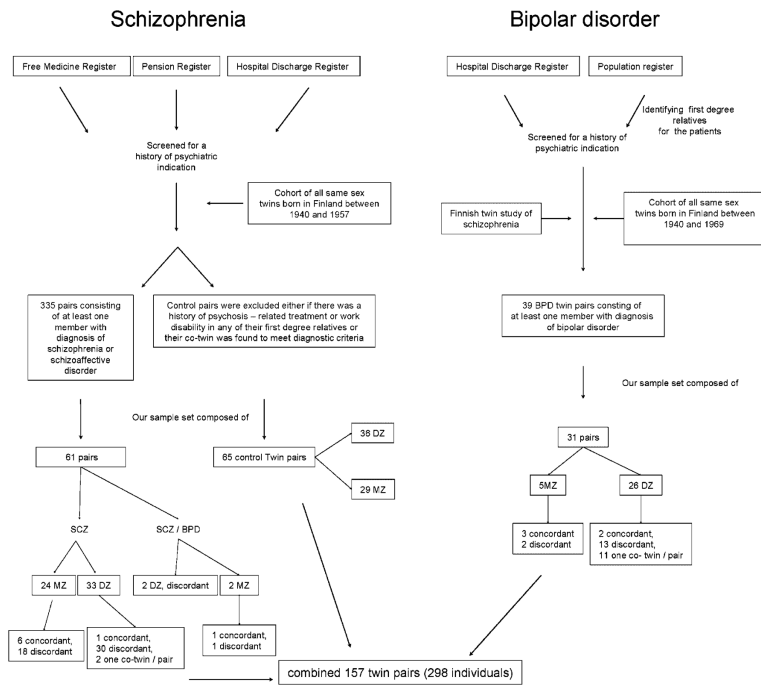 Schizophrenia
Bipolar disorder
Free Medicine Register
Pension Register
Hospital Discharge Register
Hospital Discharge Register
Population register
Identifying first degree
relatives
for the patients
Screened for a
history of psychiatric
indication
Screened for a history of
psychiatric indication
Cohort of all same sex
twins born in Finland between
1940 and 1957
Finnish twin study of
schizophrenia
Cohort of all same sex
twins born in Finland between
1940 and 1969
335 pairs consisting
of at least one
member with
diagnosis of
schizophrenia or
schizoaffective
disorder
Control pairs were excluded either if there was a
history of psychosis – related treatment or work
disability in any of their first degree relatives or
their co-twin was found to meet diagnostic criteria
39 BPD twin pairs consting of
at least one member with diagnosis
of bipolar disorder
Our sample set composed of
Our sample set composed of
61 pairs
65 control Twin pairs
36 DZ
29 MZ
31 pairs
5MZ
26 DZ
3 concordant
2 discordant
2 concordant,
13 discordant,
11 one co- twin / pair
SCZ
SCZ / BPD
24 MZ
33 DZ
2 DZ, discordant
2 MZ
6 concordant,
18 discordant
1 concordant,
30 discordant,
2 one co-twin / pair
1 concordant,
1 discordant
combined 157 twin pairs (298 individuals)